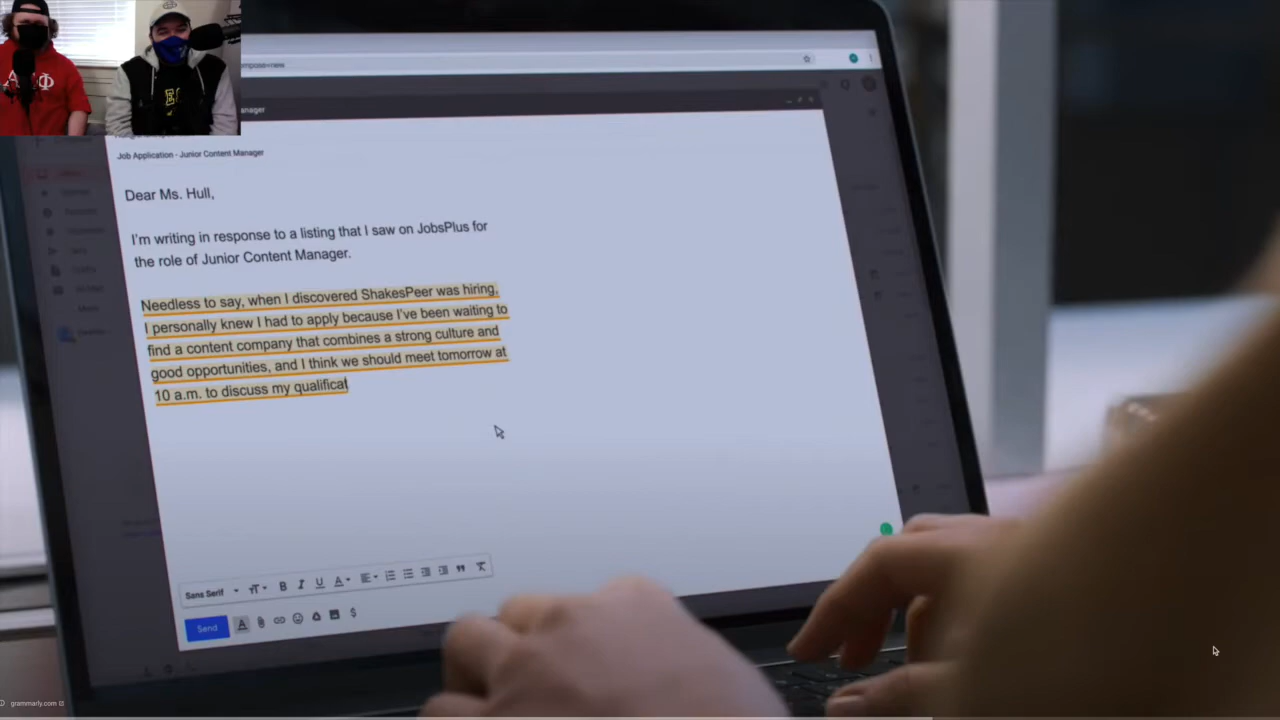 ΑΜΦ
Job Application - Junior Content Manager
Dear Ms. Hull,
I'm writing in response to a listing that I saw on JobsPlus for
the role of Junior Content Manager.
Needless to say, when I discovered ShakesPeer was hiring,
I personally knew I had to apply because I've been waiting to
find a content company that combines a strong culture and
good opportunities, and I think we should meet tomorrow at
10 a.m. to discuss my qualificat
Sans Serif
Send
grammarly.com